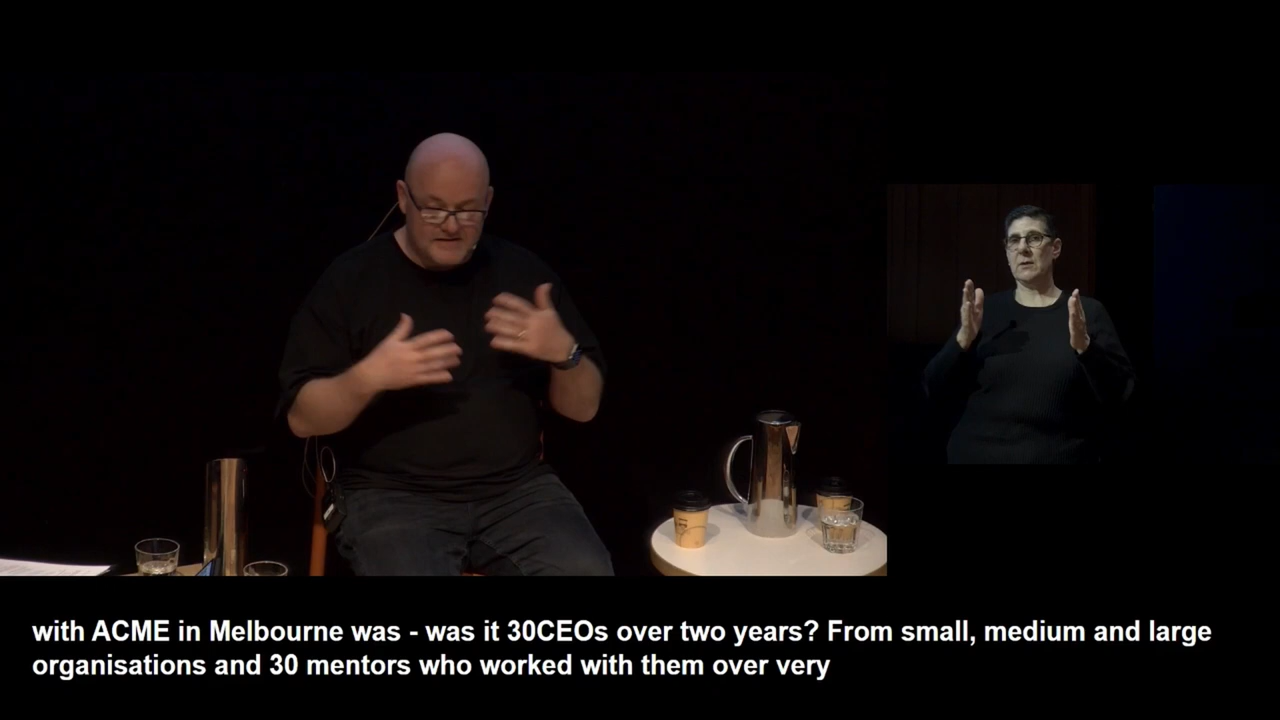 with ACME in Melbourne was - was it 30CEOs over two years? From small, medium and large
organisations and 30 mentors who worked with them over very